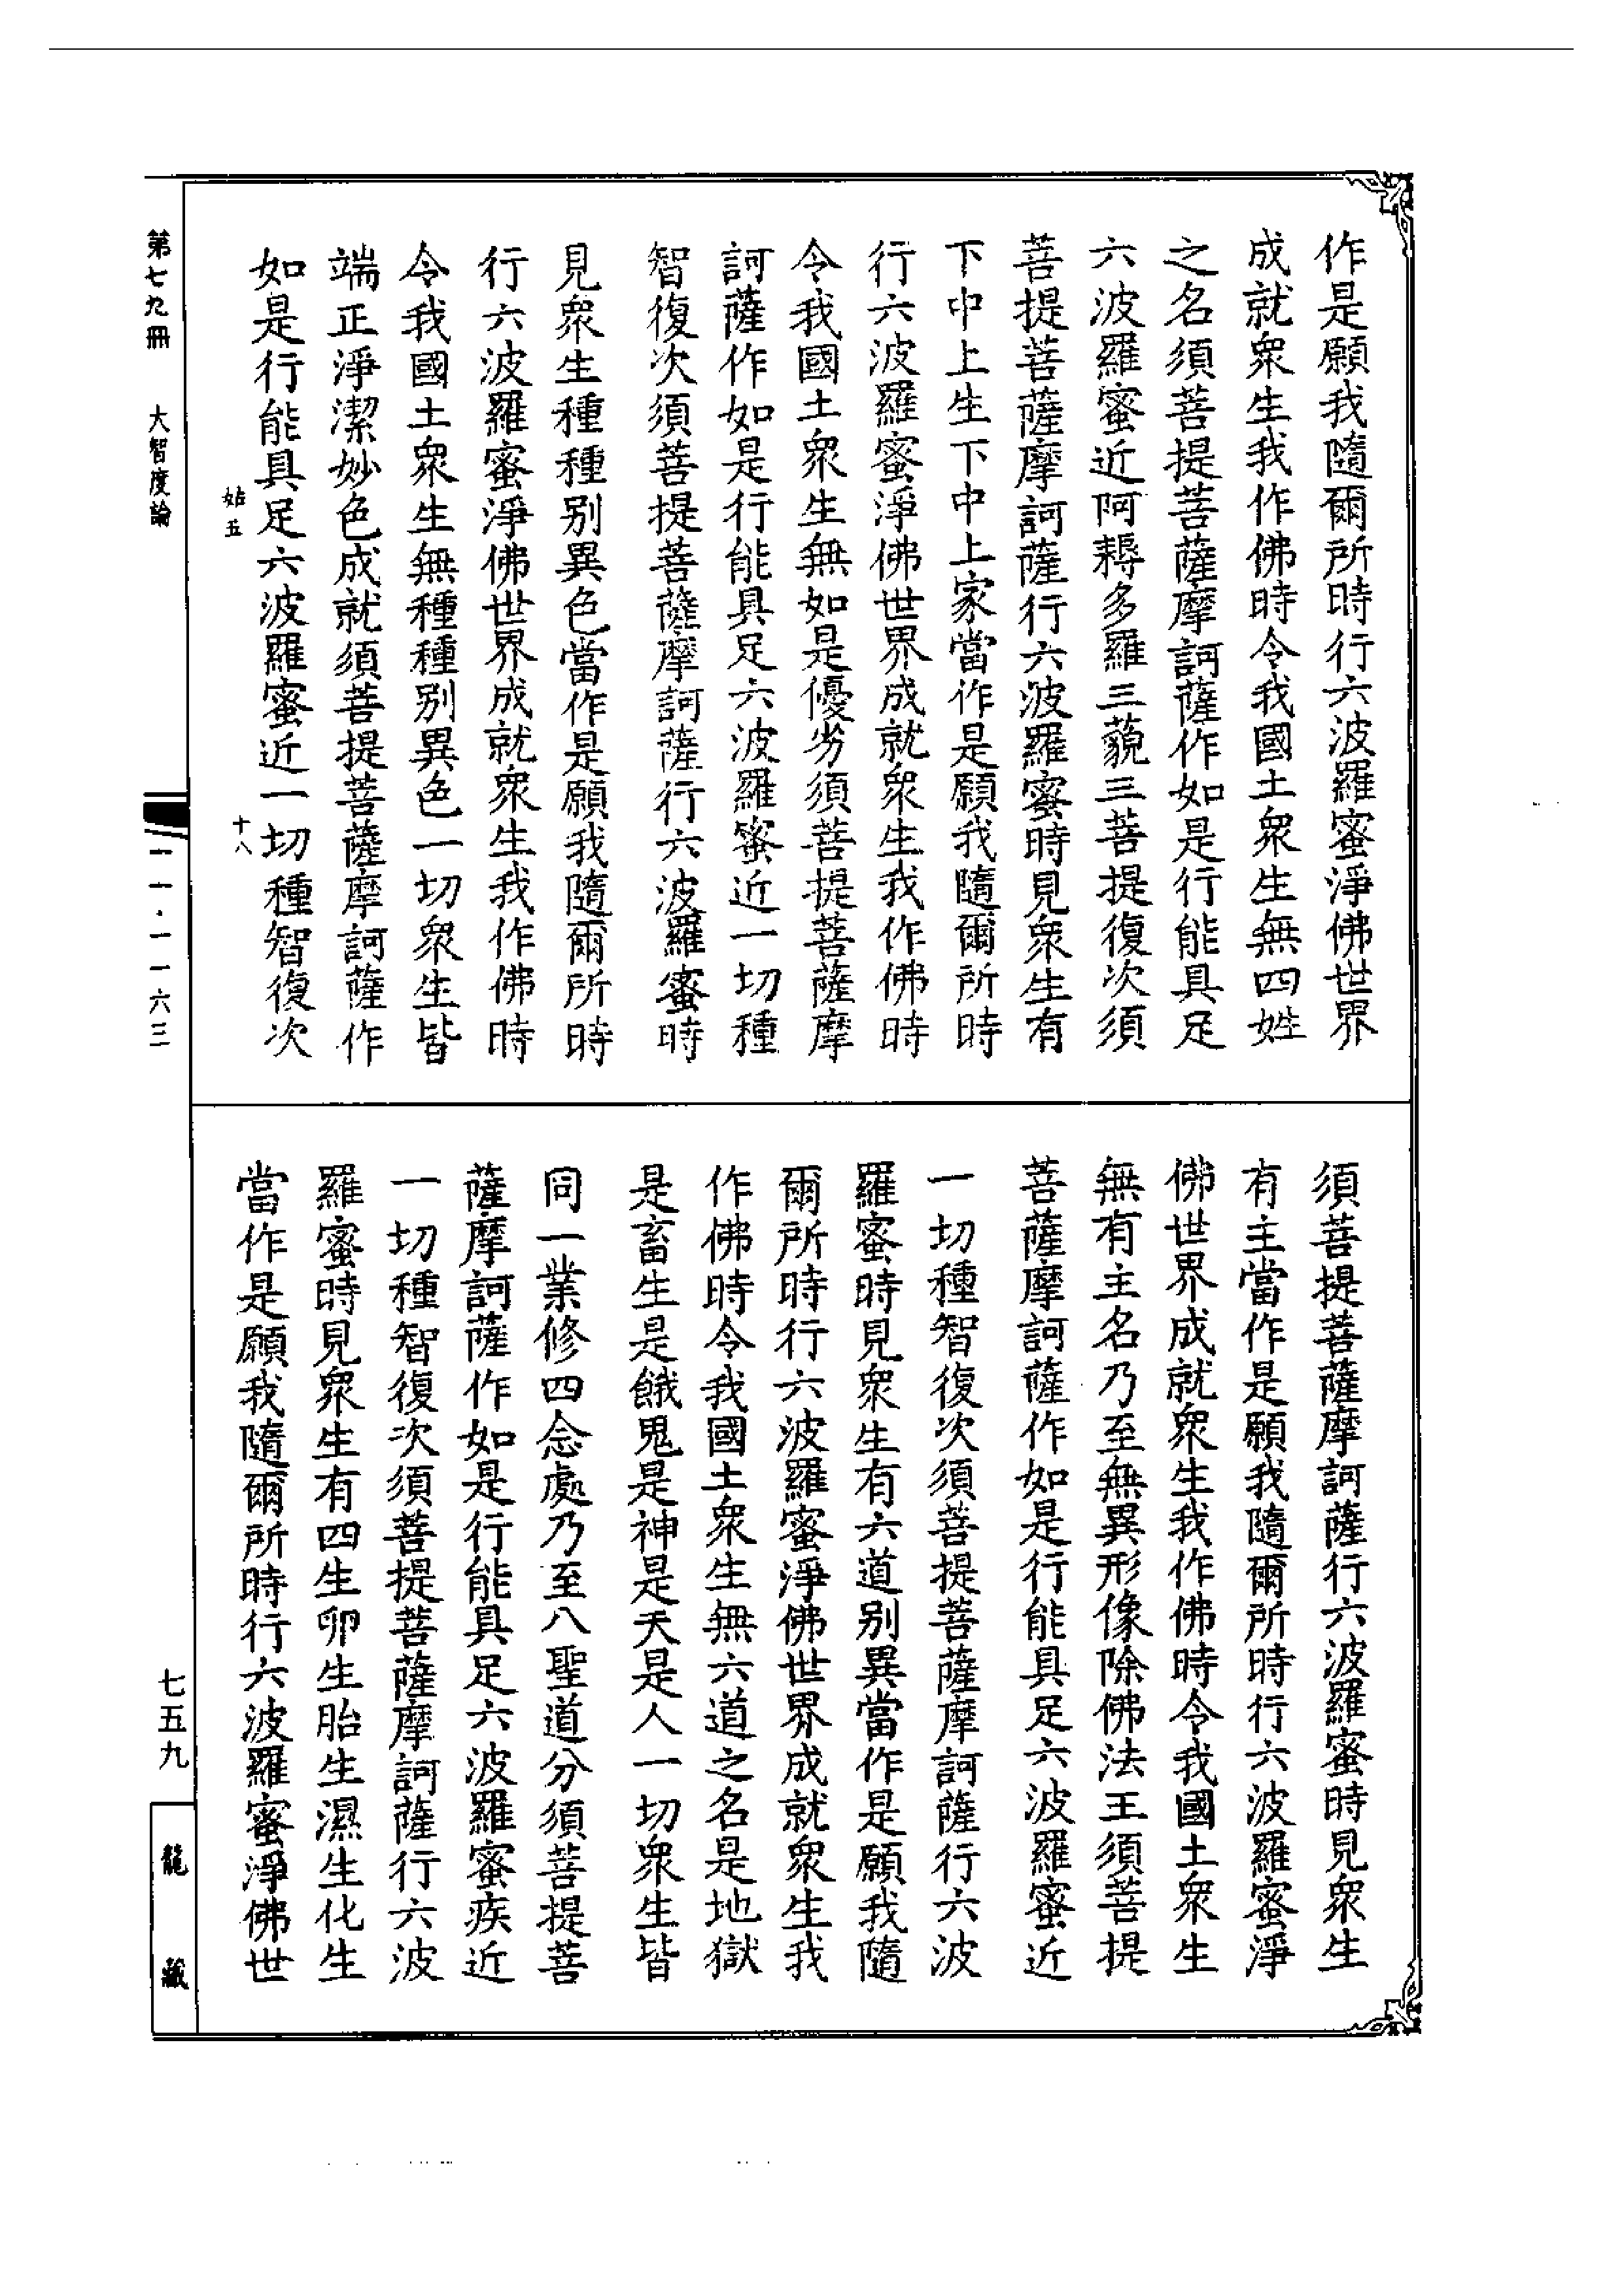 作是願我隨爾所時行六波羅蜜淨佛世界
成就衆生我作佛時令我國土衆生無四姓
之名須菩提菩薩摩訶薩作如是行能具足
六波羅蜜近阿耨多羅三藐三菩提復次須
菩提菩薩摩訶薩行六波羅蜜時見衆生有
下中上生下中上家當作是願我隨爾所時
行六波羅蜜淨佛世界成就衆生我作佛時
令我國土衆生無如是優劣須菩提菩薩摩
訶薩作如是行能具足六波羅蜜近一切種
智復次須菩提菩薩摩訶薩行六波羅蜜時
見衆生種種别異色當作是願我隨爾所時
行六波羅蜜淨佛世界成就衆生我作佛時
令我國土衆生無種種别異色一切衆生皆
端正淨潔妙色成就須菩提菩薩摩訶薩作
如是行能具足六波羅蜜近一切種智復次
姑五
十八
須菩提菩薩摩訶薩行六波羅蜜時見衆生
有主當作是願我隨爾所時行六波羅蜜淨
佛世界成就衆生我作佛時令我國土衆生
無有主名乃至無異形像除佛法王須菩提
菩薩摩訶薩作如是行能具足六波羅蜜近
一切種智復次須菩提菩薩摩訶薩行六波
羅蜜時見衆生有六道别異當作是願我隨
爾所時行六波羅蜜淨佛世界成就衆生我
作佛時令我國土衆生無六道之名是地獄
是畜生是餓鬼是神是天是人一切衆生皆
同一業修四念處乃至八聖道分須菩提菩
薩摩訶薩作如是行能具足六波羅蜜疾近
一切種智復次須菩提菩薩摩訶薩行六波
羅蜜時見衆生有四生卵生胎生濕生化生
當作是願我隨爾所時行六波羅蜜淨佛世
第七九冊 大智度論
一一·一一六三
七五九
龍藏